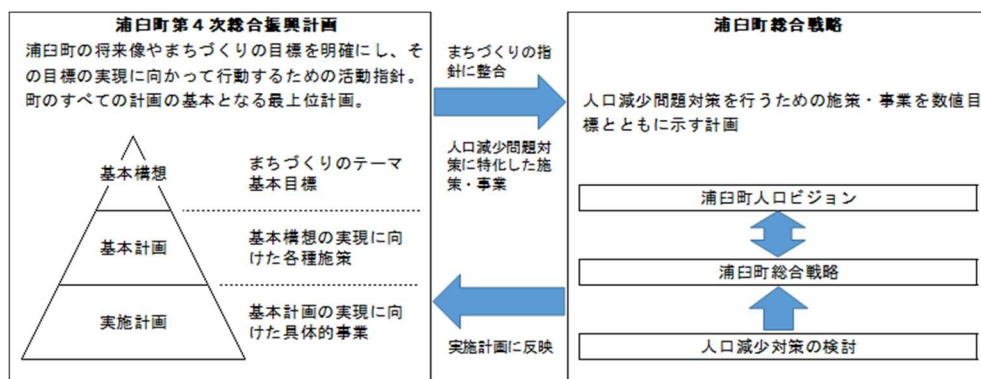 浦臼町第４次総合振興計画
浦臼町の将来像やまちづくりの目標を明確にし、そ
の目標の実現に向かって行動するための活動指針。
町のすべての計画の基本となる最上位計画。
基本構想
まちづくりのテーマ
基本目標
基本計画
基本構想の実現に向
けた各種施策
実施計画
基本計画の実現に向
けた具体的事業
まちづくりの指
針に整合
人口減少問題対
策に特化した施
策・事業
実施計画に反映
浦臼町総合戦略
人口減少問題対策を行うための施策・事業を数値目
標とともに示す計画
浦臼町人口ビジョン
浦臼町総合戦略
人口減少対策の検討